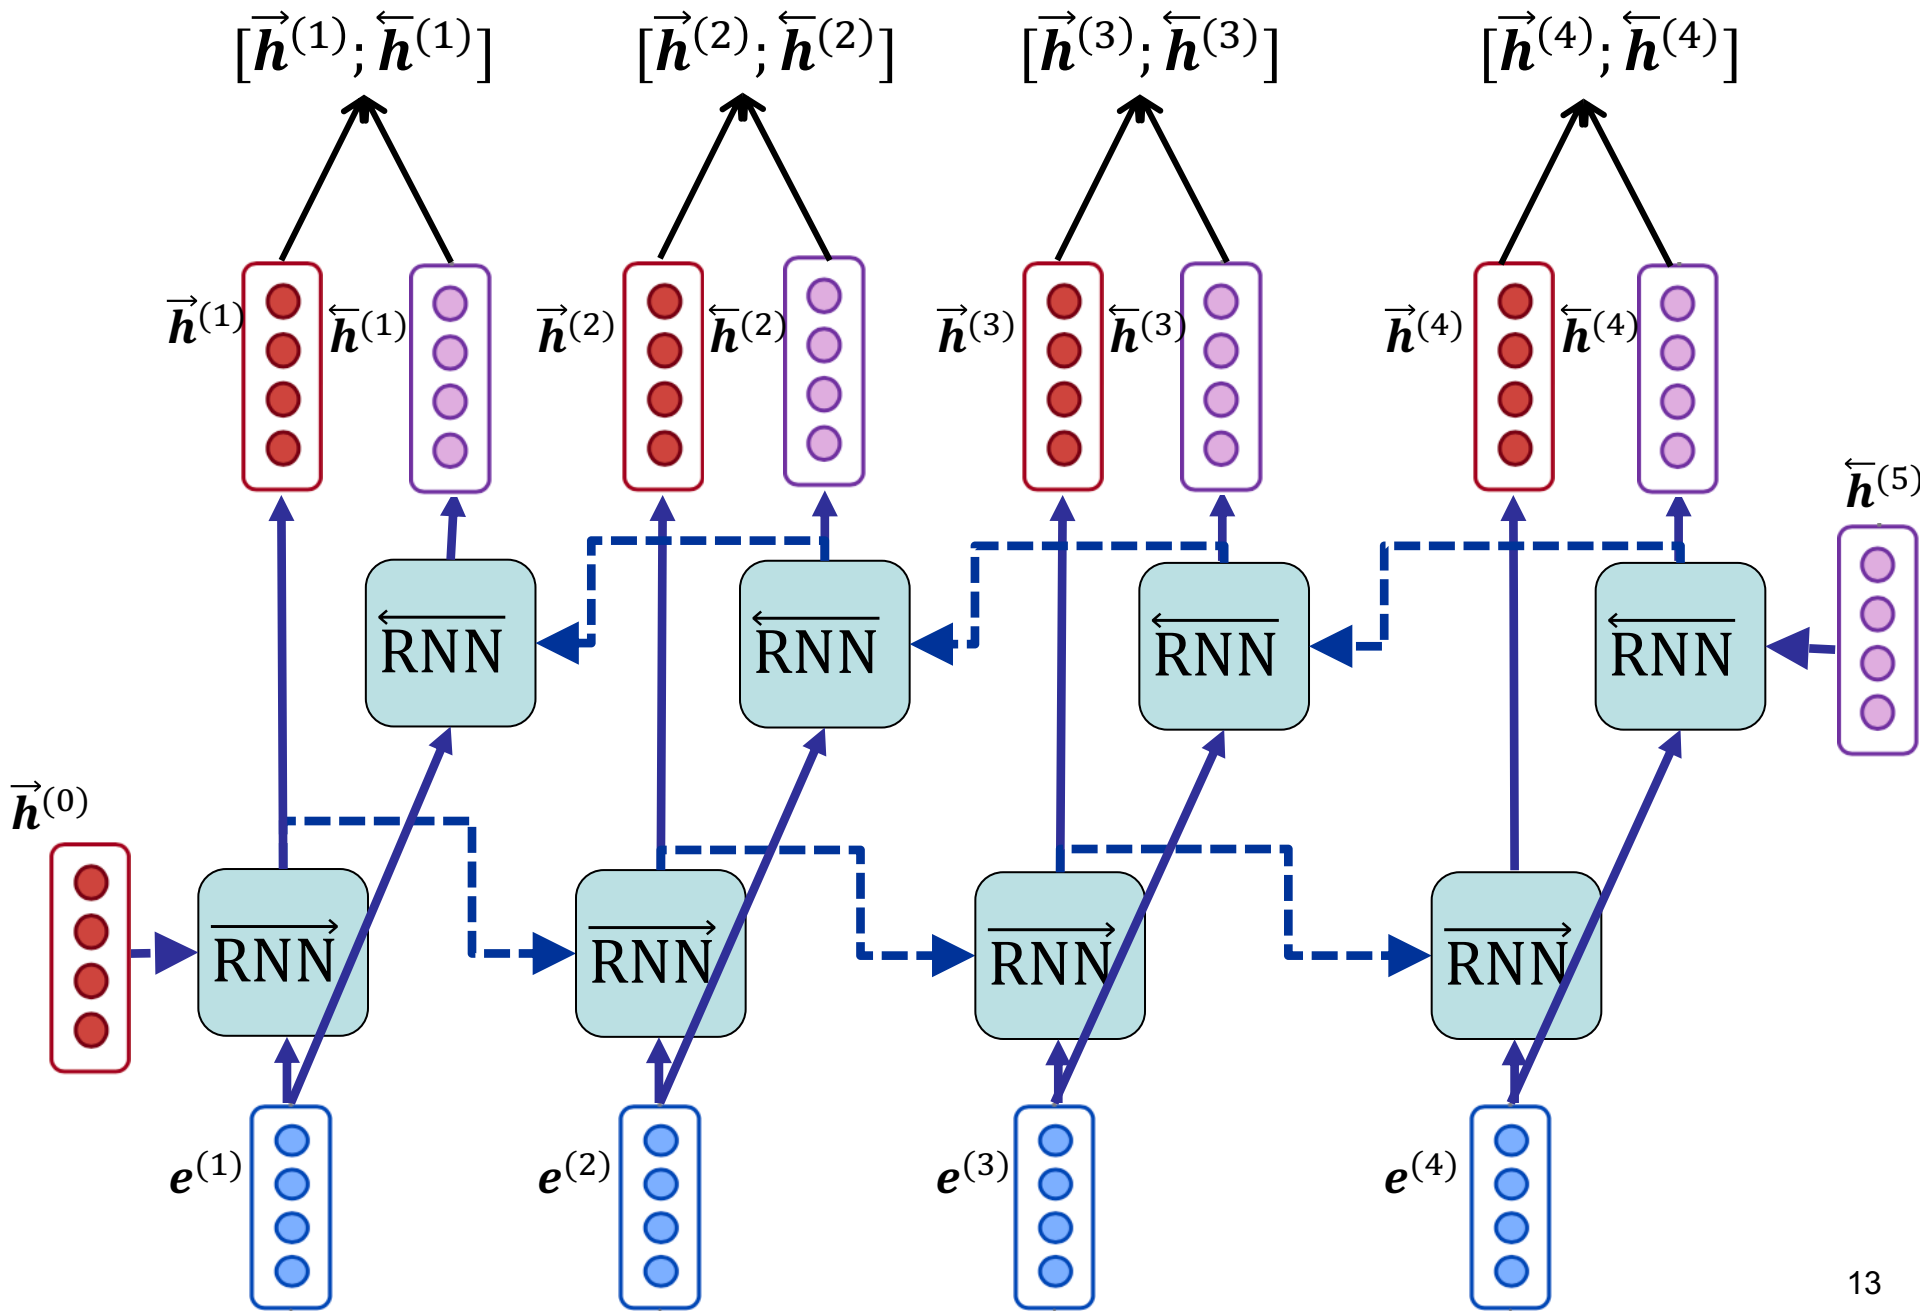 [h⃗⁽¹⁾; h⃖⁽¹⁾] [h⃗⁽²⁾; h⃖⁽²⁾] [h⃗⁽³⁾; h⃖⁽³⁾] [h⃗⁽⁴⁾; h⃖⁽⁴⁾]
h⃗⁽¹⁾ h⃖⁽¹⁾ h⃗⁽²⁾ h⃖⁽²⁾ h⃗⁽³⁾ h⃖⁽³⁾ h⃗⁽⁴⁾ h⃖⁽⁴⁾
h⃖⁽⁵⁾
RNN RNN RNN RNN
h⃗⁽⁰⁾
RNN RNN RNN RNN
e⁽¹⁾ e⁽²⁾ e⁽³⁾ e⁽⁴⁾
13